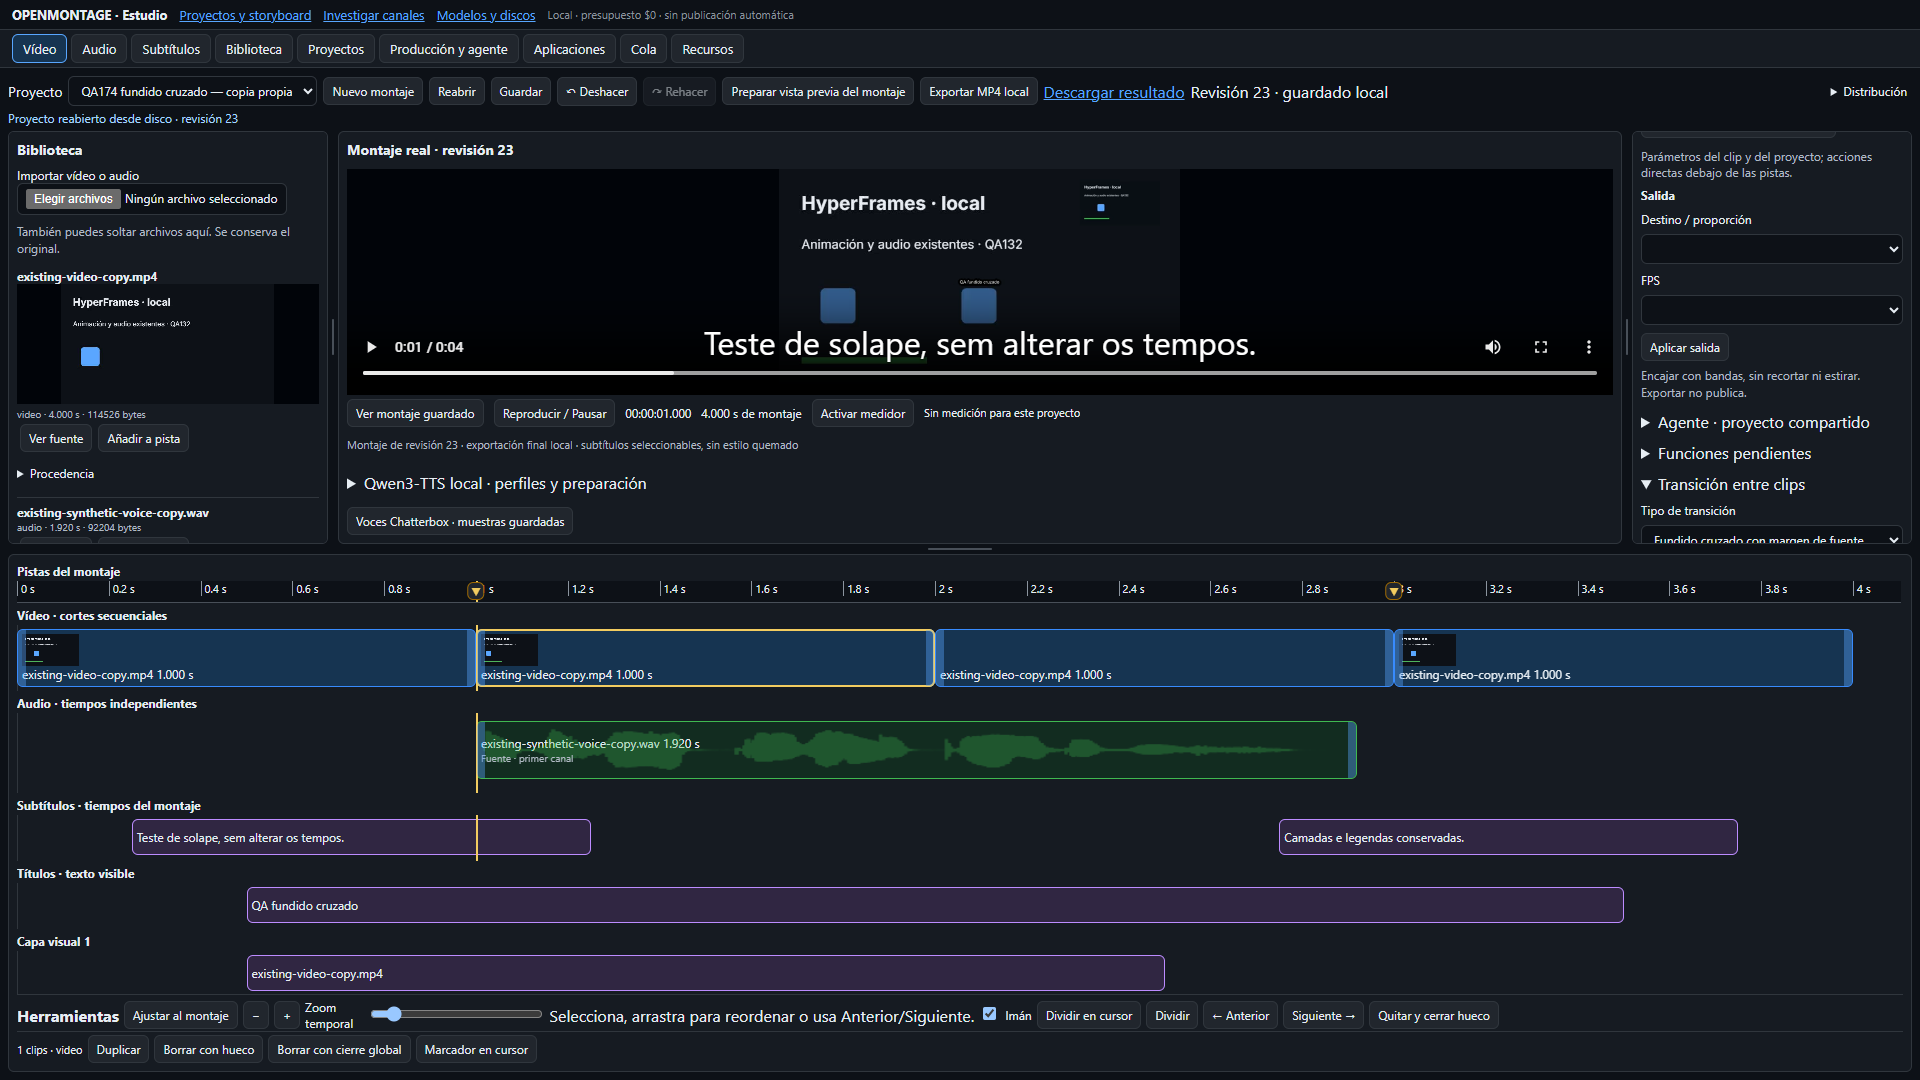 OPENMONTAGE · Estudio Proyectos y storyboard Investigar canales Modelos y discos Local · presupuesto $0 · sin publicación automática
Vídeo Audio Subtítulos Biblioteca Proyectos Producción y agente Aplicaciones Cola Recursos
Proyecto QA174 fundido cruzado — copia propia Nuevo montaje Reabrir Guardar ↶ Deshacer ↷ Rehacer Preparar vista previa del montaje Exportar MP4 local Descargar resultado Revisión 23 · guardado local ▶ Distribución
Proyecto reabierto desde disco · revisión 23
Biblioteca
Importar vídeo o audio
Elegir archivos Ningún archivo seleccionado
También puedes soltar archivos aquí. Se conserva el
original.
existing-video-copy.mp4
HyperFrames · local
Animación y audio existentes · QA132
video · 4.000 s · 114526 bytes
Ver fuente Añadir a pista
▶ Procedencia
existing-synthetic-voice-copy.wav
audio · 1.920 s · 92204 bytes
Montaje real · revisión 23
HyperFrames · local
HyperFrames · local
Animación y audio existentes · QA132
QA fundido cruzado
Teste de solape, sem alterar os tempos.
0:01 / 0:04
Ver montaje guardado Reproducir / Pausar 00:00:01.000 4.000 s de montaje Activar medidor Sin medición para este proyecto
Montaje de revisión 23 · exportación final local · subtítulos seleccionables, sin estilo quemado
▶ Qwen3-TTS local · perfiles y preparación
Voces Chatterbox · muestras guardadas
Parámetros del clip y del proyecto; acciones
directas debajo de las pistas.
Salida
Destino / proporción
FPS
Aplicar salida
Encajar con bandas, sin recortar ni estirar.
Exportar no publica.
▶ Agente · proyecto compartido
▶ Funciones pendientes
▼ Transición entre clips
Tipo de transición
Fundido cruzado con margen de fuente
Pistas del montaje
0 s 0.2 s 0.4 s 0.6 s 0.8 s s 1.2 s 1.4 s 1.6 s 1.8 s 2 s 2.2 s 2.4 s 2.6 s 2.8 s s 3.2 s 3.4 s 3.6 s 3.8 s 4 s
Vídeo · cortes secuenciales
existing-video-copy.mp4 1.000 s existing-video-copy.mp4 1.000 s existing-video-copy.mp4 1.000 s existing-video-copy.mp4 1.000 s
Audio · tiempos independientes
existing-synthetic-voice-copy.wav 1.920 s
Fuente · primer canal
Subtítulos · tiempos del montaje
Teste de solape, sem alterar os tempos. Camadas e legendas conservadas.
Títulos · texto visible
QA fundido cruzado
Capa visual 1
existing-video-copy.mp4
Herramientas Ajustar al montaje − + Zoom temporal Selecciona, arrastra para reordenar o usa Anterior/Siguiente. Imán Dividir en cursor Dividir ← Anterior Siguiente → Quitar y cerrar hueco
1 clips · video Duplicar Borrar con hueco Borrar con cierre global Marcador en cursor